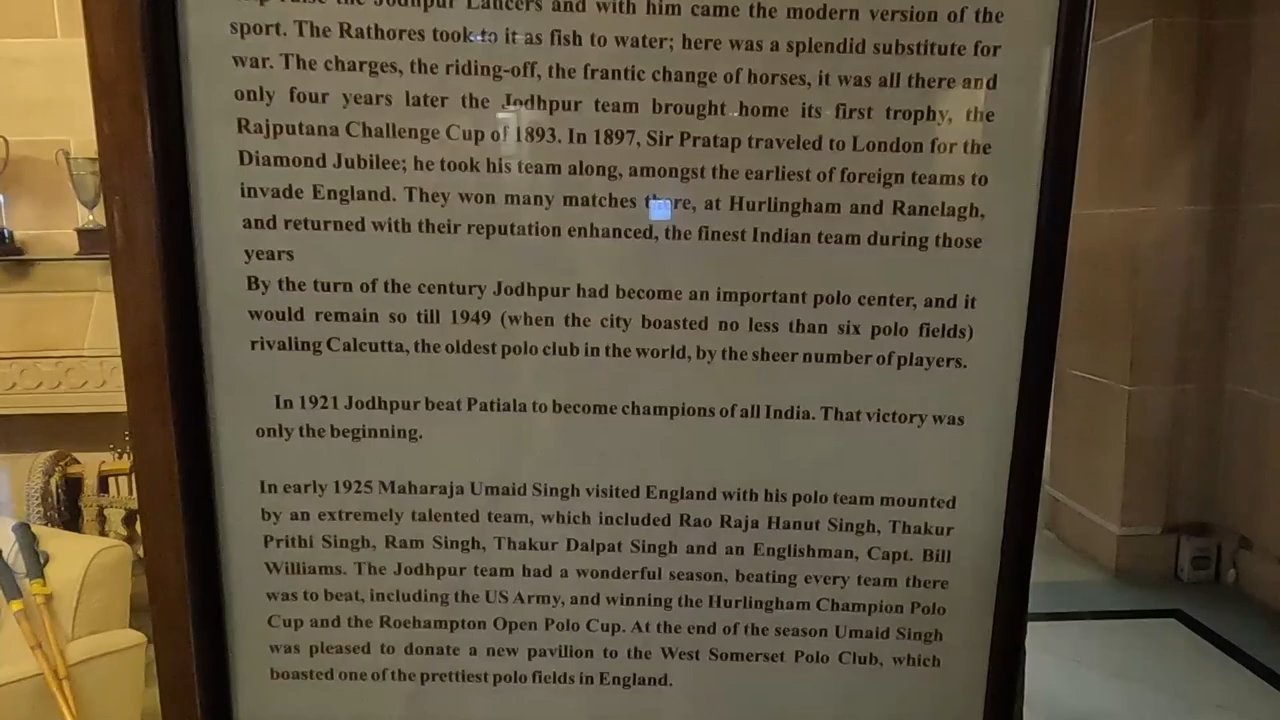 the Jodhpur Lancers and with him came the modern version of the
sport. The Rathores took to it as fish to water; here was a splendid substitute for
war. The charges, the riding-off, the frantic change of horses, it was all there and
only four years later the Jodhpur team brought home its first trophy, the
Rajputana Challenge Cup of 1893. In 1897, Sir Pratap traveled to London for the
Diamond Jubilee; he took his team along, amongst the earliest of foreign teams to
invade England. They won many matches there, at Hurlingham and Ranelagh,
and returned with their reputation enhanced, the finest Indian team during those
years
By the turn of the century Jodhpur had become an important polo center, and it
would remain so till 1949 (when the city boasted no less than six polo fields)
rivaling Calcutta, the oldest polo club in the world, by the sheer number of players.
In 1921 Jodhpur beat Patiala to become champions of all India. That victory was
only the beginning.
In early 1925 Maharaja Umaid Singh visited England with his polo team mounted
by an extremely talented team, which included Rao Raja Hanut Singh, Thakur
Prithi Singh, Ram Singh, Thakur Dalpat Singh and an Englishman, Capt. Bill
Williams. The Jodhpur team had a wonderful season, beating every team there
was to beat, including the US Army, and winning the Hurlingham Champion Polo
Cup and the Roehampton Open Polo Cup. At the end of the season Umaid Singh
was pleased to donate a new pavilion to the West Somerset Polo Club, which
boasted one of the prettiest polo fields in England.